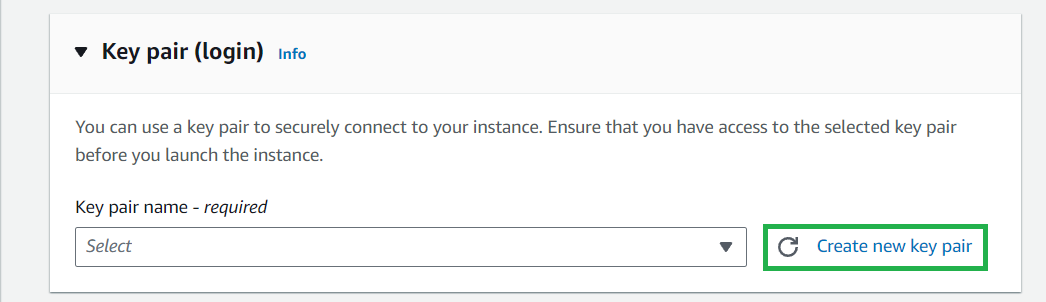 Key pair (login) Info
You can use a key pair to securely connect to your instance. Ensure that you have access to the selected key pair
before you launch the instance.
Key pair name - required
Select
Create new key pair